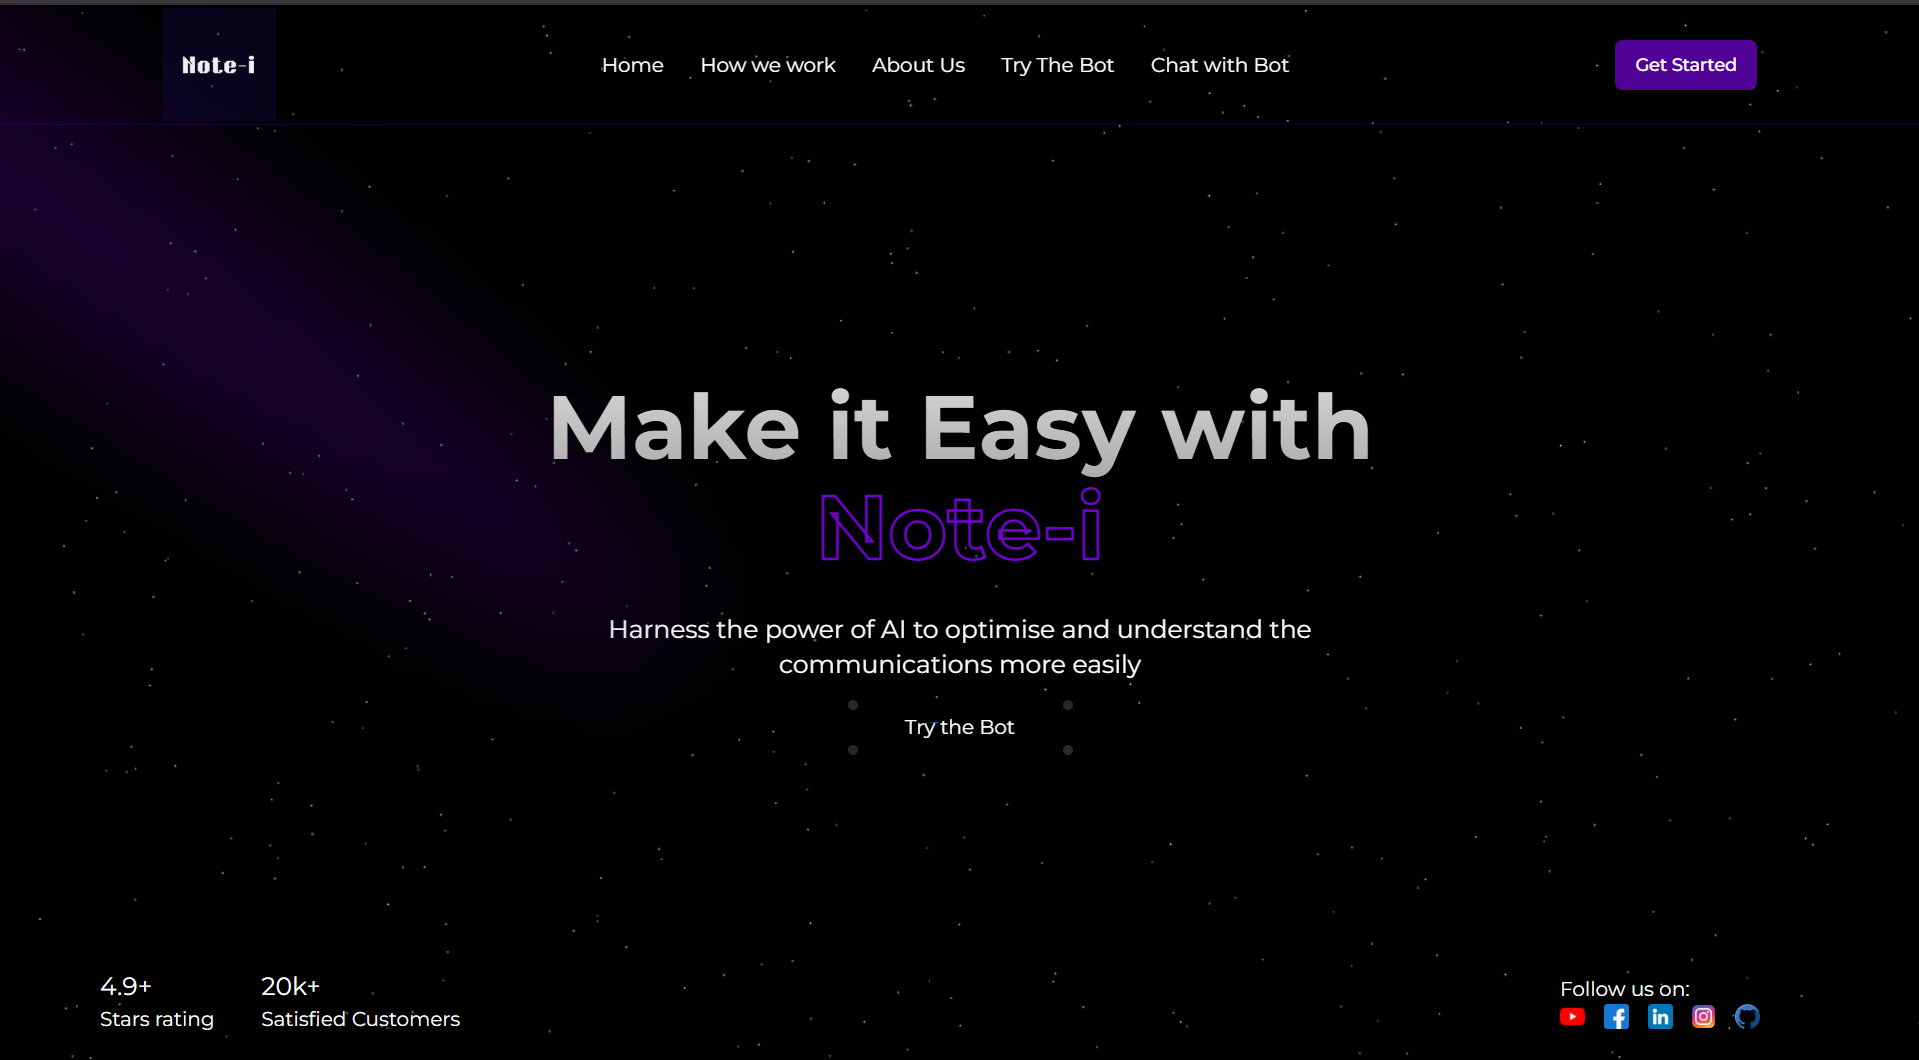 Note-i
Home How we work About Us Try The Bot Chat with Bot
Get Started
Make it Easy with
Note-i
Harness the power of AI to optimise and understand the
communications more easily
Try the Bot
4.9+
Stars rating
20k+
Satisfied Customers
Follow us on:
in